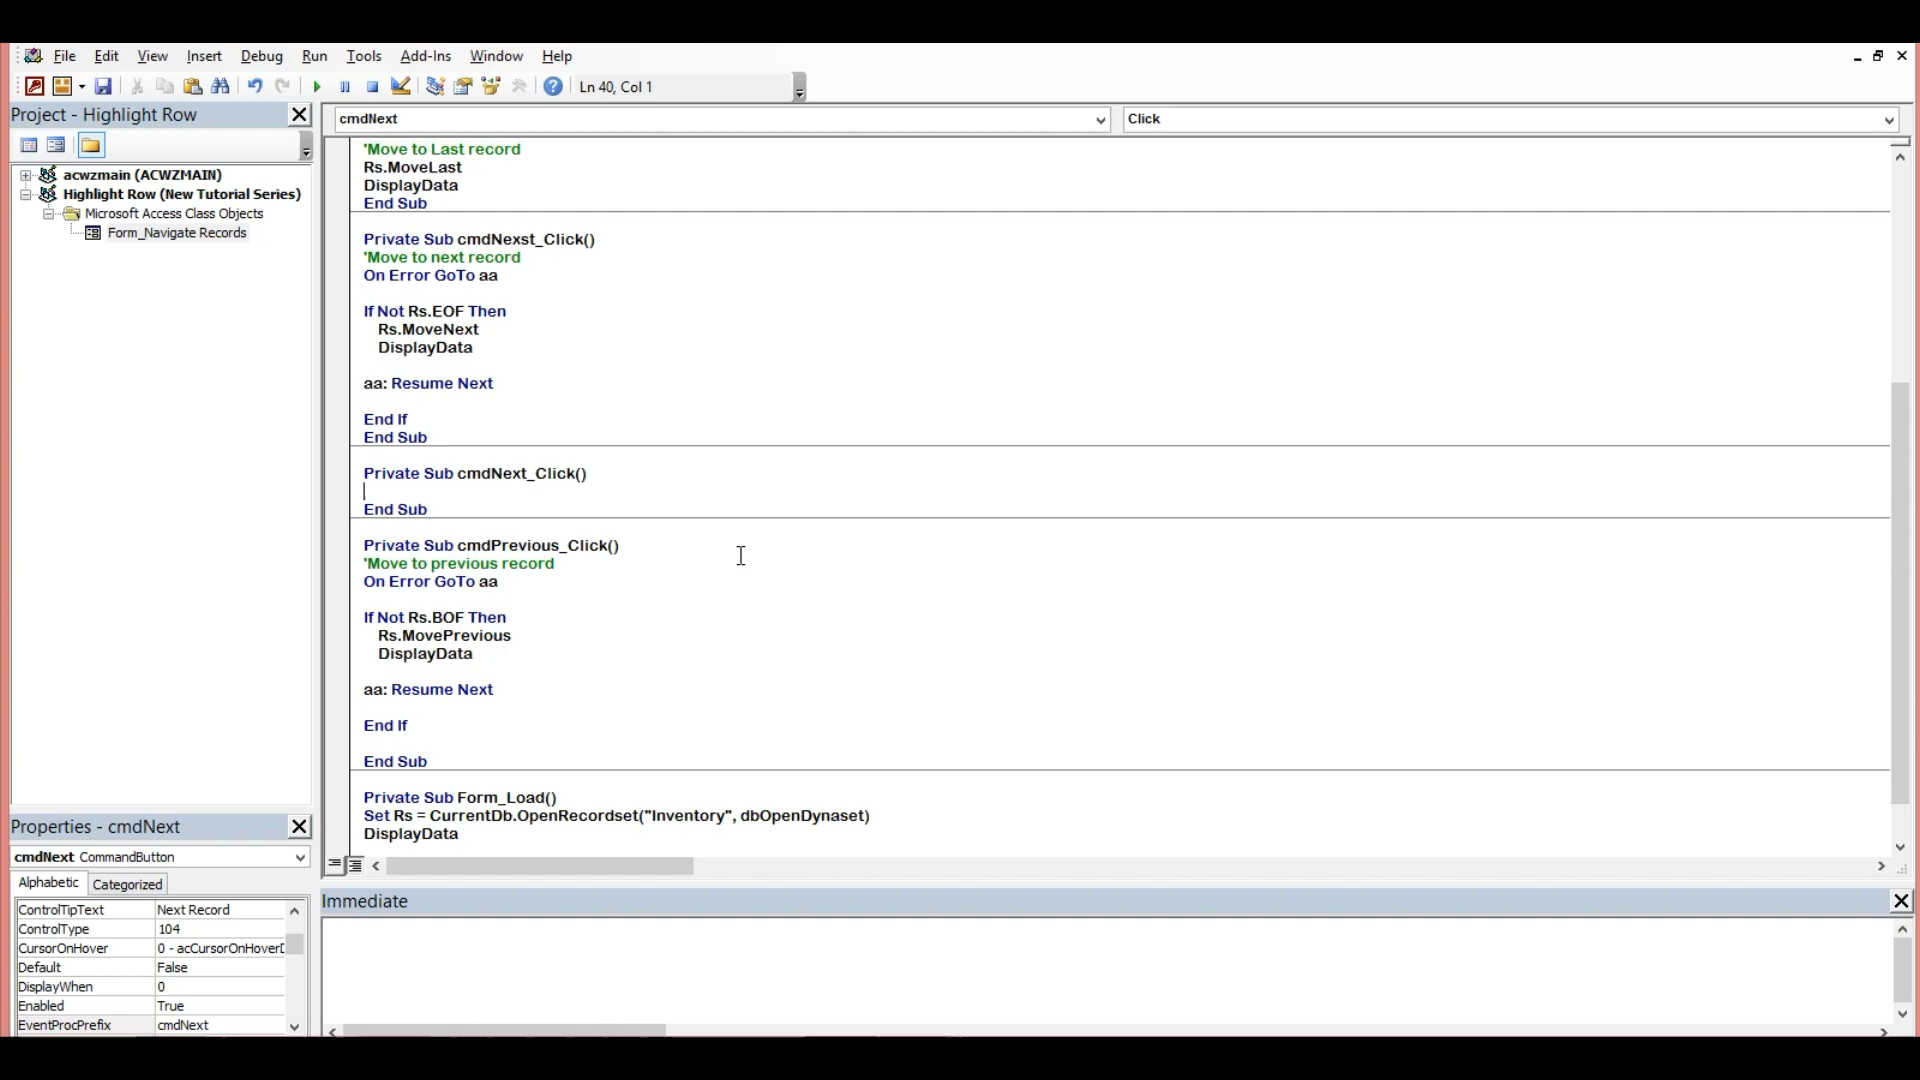 File Edit View Insert Debug Run Tools Add-Ins Window Help
Ln 40, Col 1
Project - Highlight Row
acwzmain (ACWZMAIN)
Highlight Row (New Tutorial Series)
Microsoft Access Class Objects
Form_Navigate Records
cmdNext
Click
'Move to Last record
Rs.MoveLast
DisplayData
End Sub
Private Sub cmdNexst_Click()
'Move to next record
On Error GoTo aa
If Not Rs.EOF Then
Rs.MoveNext
DisplayData
aa: Resume Next
End If
End Sub
Private Sub cmdNext_Click()
End Sub
Private Sub cmdPrevious_Click()
'Move to previous record
On Error GoTo aa
If Not Rs.BOF Then
Rs.MovePrevious
DisplayData
aa: Resume Next
End If
End Sub
Private Sub Form_Load()
Set Rs = CurrentDb.OpenRecordset("Inventory", dbOpenDynaset)
DisplayData
Properties - cmdNext
cmdNext CommandButton
Alphabetic Categorized
ControlTipText Next Record
ControlType 104
CursorOnHover 0 - acCursorOnHover
Default False
DisplayWhen 0
Enabled True
EventProcPrefix cmdNext
Immediate